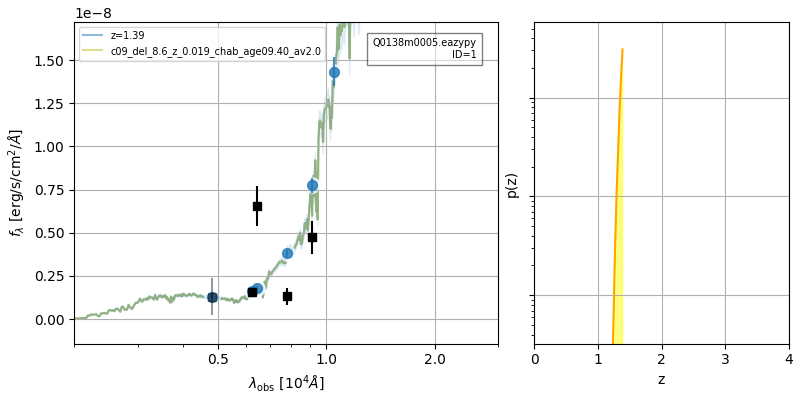 1e−8
z=1.39
c09_del_8.6_z_0.019_chab_age09.40_av2.0
Q0138m0005.eazypy
ID=1
1.50
1.25
1.00
0.75
0.50
0.25
0.00
f_λ [erg/s/cm²/Å]
0.5
1.0
2.0
λ_obs [10⁴Å]
p(z)
0
1
2
3
4
z